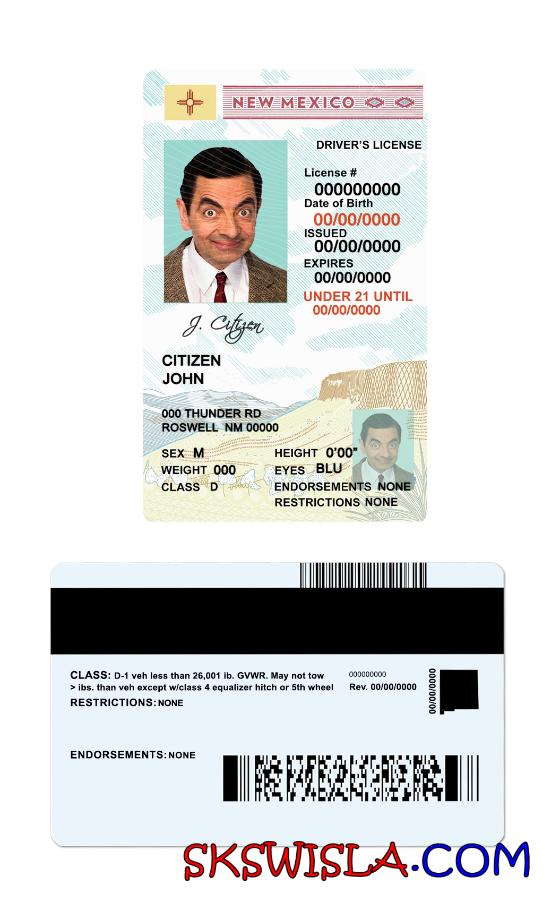 NEW MEXICO
DRIVER'S LICENSE
License #
000000000
Date of Birth
00/00/0000
ISSUED
00/00/0000
EXPIRES
00/00/0000
UNDER 21 UNTIL
00/00/0000
J. Citizen
CITIZEN
JOHN
000 THUNDER RD
ROSWELL NM 00000
SEX M
HEIGHT 0'00"
WEIGHT 000
EYES BLU
CLASS D
ENDORSEMENTS NONE
RESTRICTIONS NONE
CLASS: D-1 veh less than 26,001 ib. GVWR. May not tow
> ibs. than veh except w/class 4 equalizer hitch or 5th wheel
RESTRICTIONS: NONE
000000000
Rev. 00/00/0000
00/00/0000
ENDORSEMENTS: NONE
SKSWISLA.COM